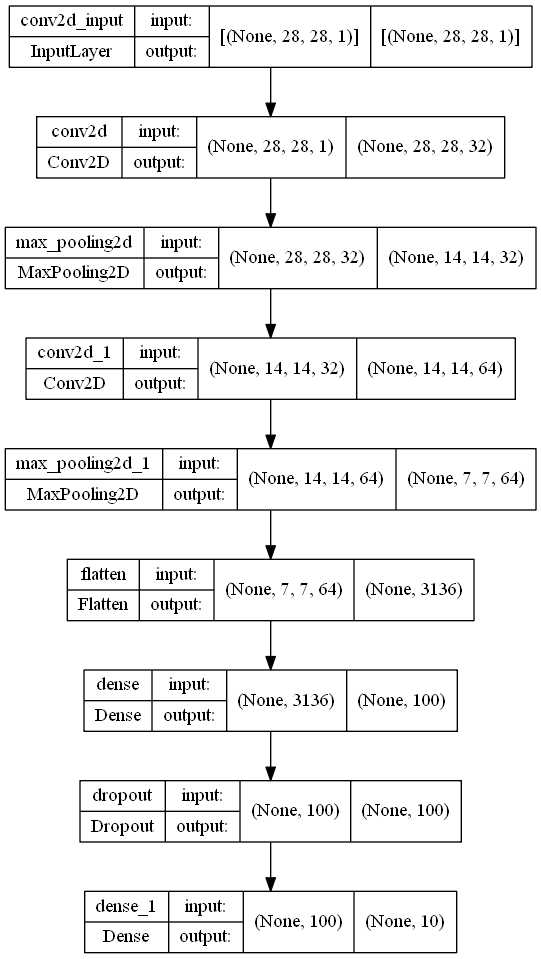 conv2d_input input: [(None, 28, 28, 1)] [(None, 28, 28, 1)]
InputLayer output:
conv2d input: (None, 28, 28, 1) (None, 28, 28, 32)
Conv2D output:
max_pooling2d input: (None, 28, 28, 32) (None, 14, 14, 32)
MaxPooling2D output:
conv2d_1 input: (None, 14, 14, 32) (None, 14, 14, 64)
Conv2D output:
max_pooling2d_1 input: (None, 14, 14, 64) (None, 7, 7, 64)
MaxPooling2D output:
flatten input: (None, 7, 7, 64) (None, 3136)
Flatten output:
dense input: (None, 3136) (None, 100)
Dense output:
dropout input: (None, 100) (None, 100)
Dropout output:
dense_1 input: (None, 100) (None, 10)
Dense output: